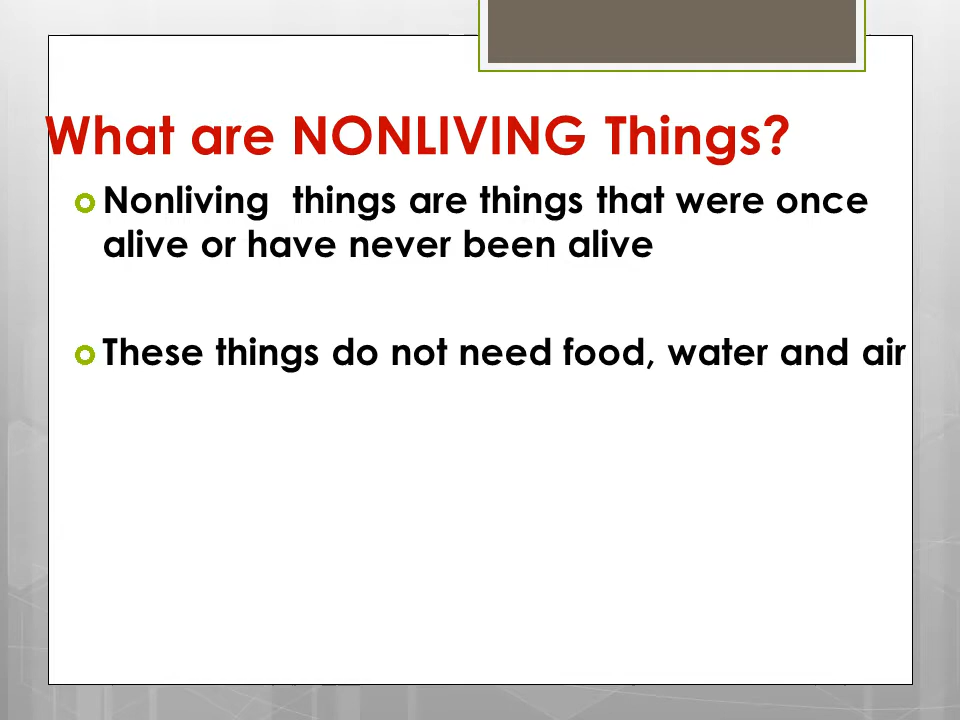 What are NONLIVING Things?
Nonliving  things are things that were once
alive or have never been alive
These things do not need food, water and air